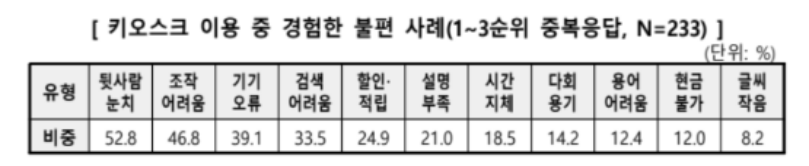 [ 키오스크 이용 중 경험한 불편 사례(1~3순위 중복응답, N=233) ]
(단위: %)
유형 뒷사람 눈치 조작 어려움 기기 오류 검색 어려움 할인· 적립 설명 부족 시간 지체 다회 용기 용어 어려움 현금 불가 글씨 작음
비중 52.8 46.8 39.1 33.5 24.9 21.0 18.5 14.2 12.4 12.0 8.2